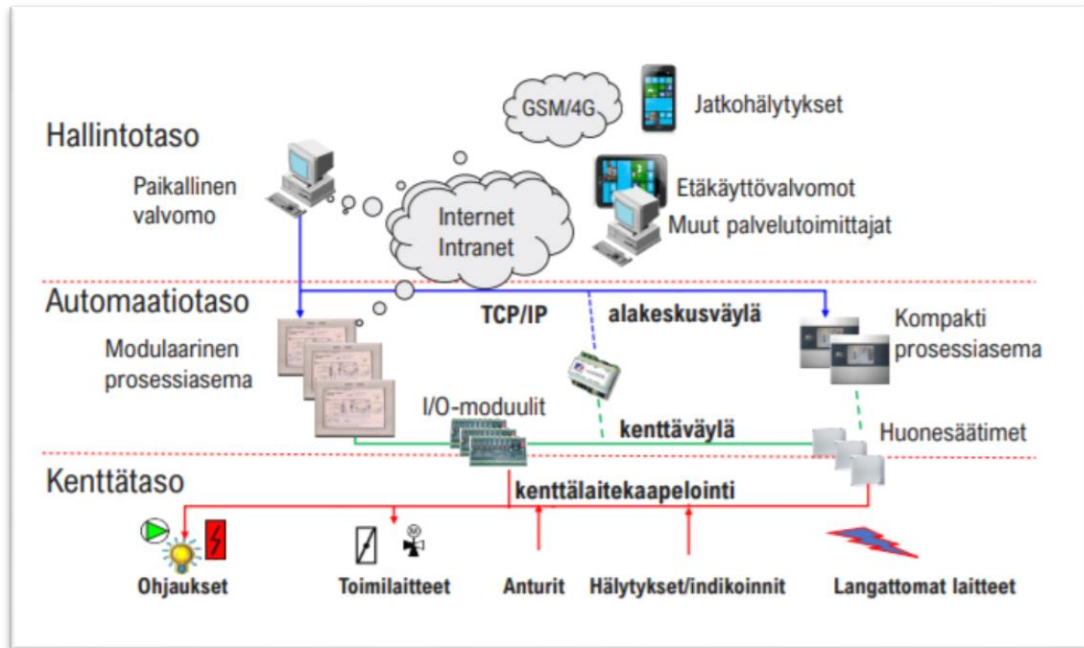 GSM/4G
Jatkohälytykset
Hallintotaso
Paikallinen
valvomo
Internet
Intranet
Etäkäyttövalvomot
Muut palvelutoimittajat
Automaatiotaso
TCP/IP
alakeskusväylä
Modulaarinen
prosessiasema
Kompakti
prosessiasema
I/O-moduulit
kenttäväylä
Huonesäätimet
Kenttätaso
kenttälaitekaapelointi
M
Ohjaukset
Toimilaitteet
Anturit
Hälytykset/indikoinnit
Langattomat laitteet